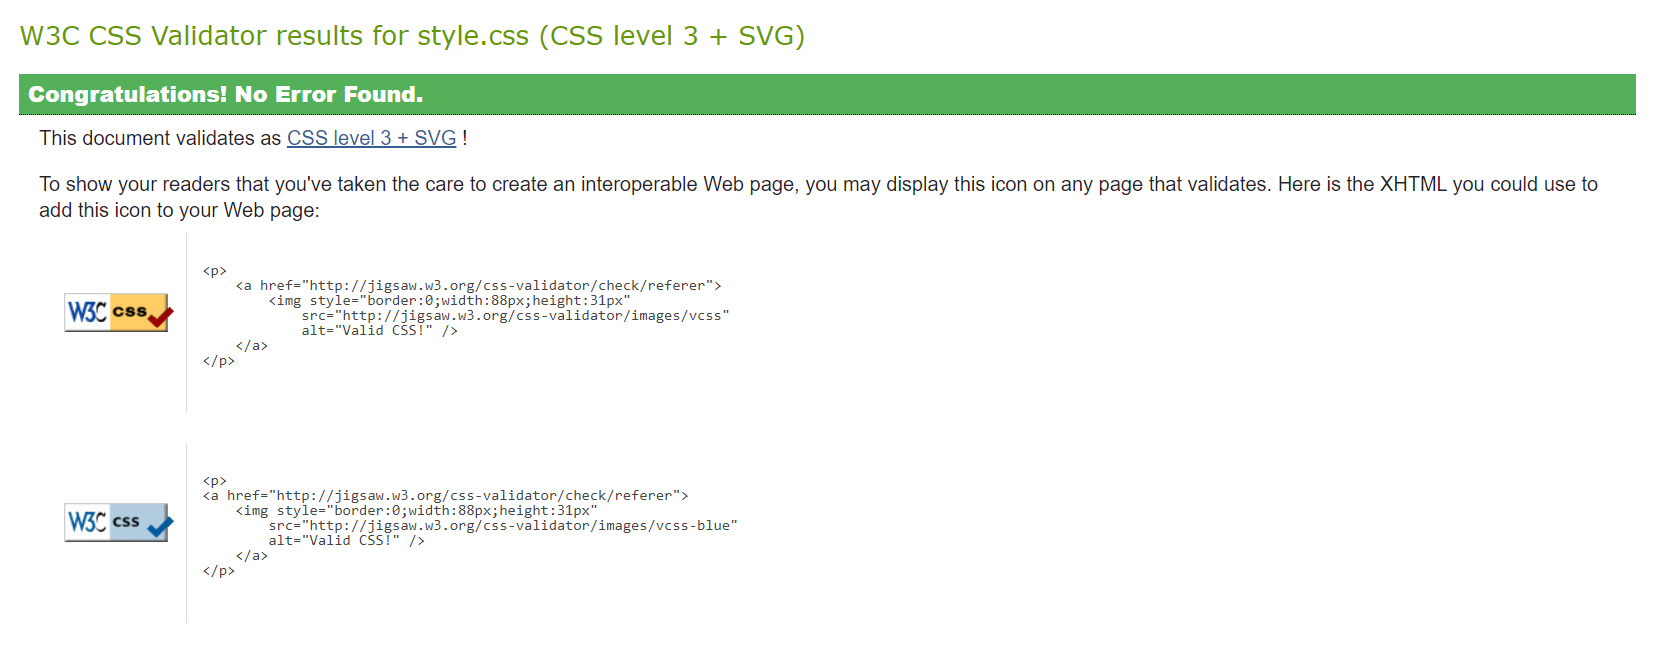 W3C CSS Validator results for style.css (CSS level 3 + SVG)
Congratulations! No Error Found.
This document validates as CSS level 3 + SVG !
To show your readers that you've taken the care to create an interoperable Web page, you may display this icon on any page that validates. Here is the XHTML you could use to
add this icon to your Web page:
W3C css
<p>
    <a href="http://jigsaw.w3.org/css-validator/check/referer">
        <img style="border:0;width:88px;height:31px"
            src="http://jigsaw.w3.org/css-validator/images/vcss"
            alt="Valid CSS!" />
    </a>
</p>
W3C css
<p>
<a href="http://jigsaw.w3.org/css-validator/check/referer">
    <img style="border:0;width:88px;height:31px"
        src="http://jigsaw.w3.org/css-validator/images/vcss-blue"
        alt="Valid CSS!" />
    </a>
</p>